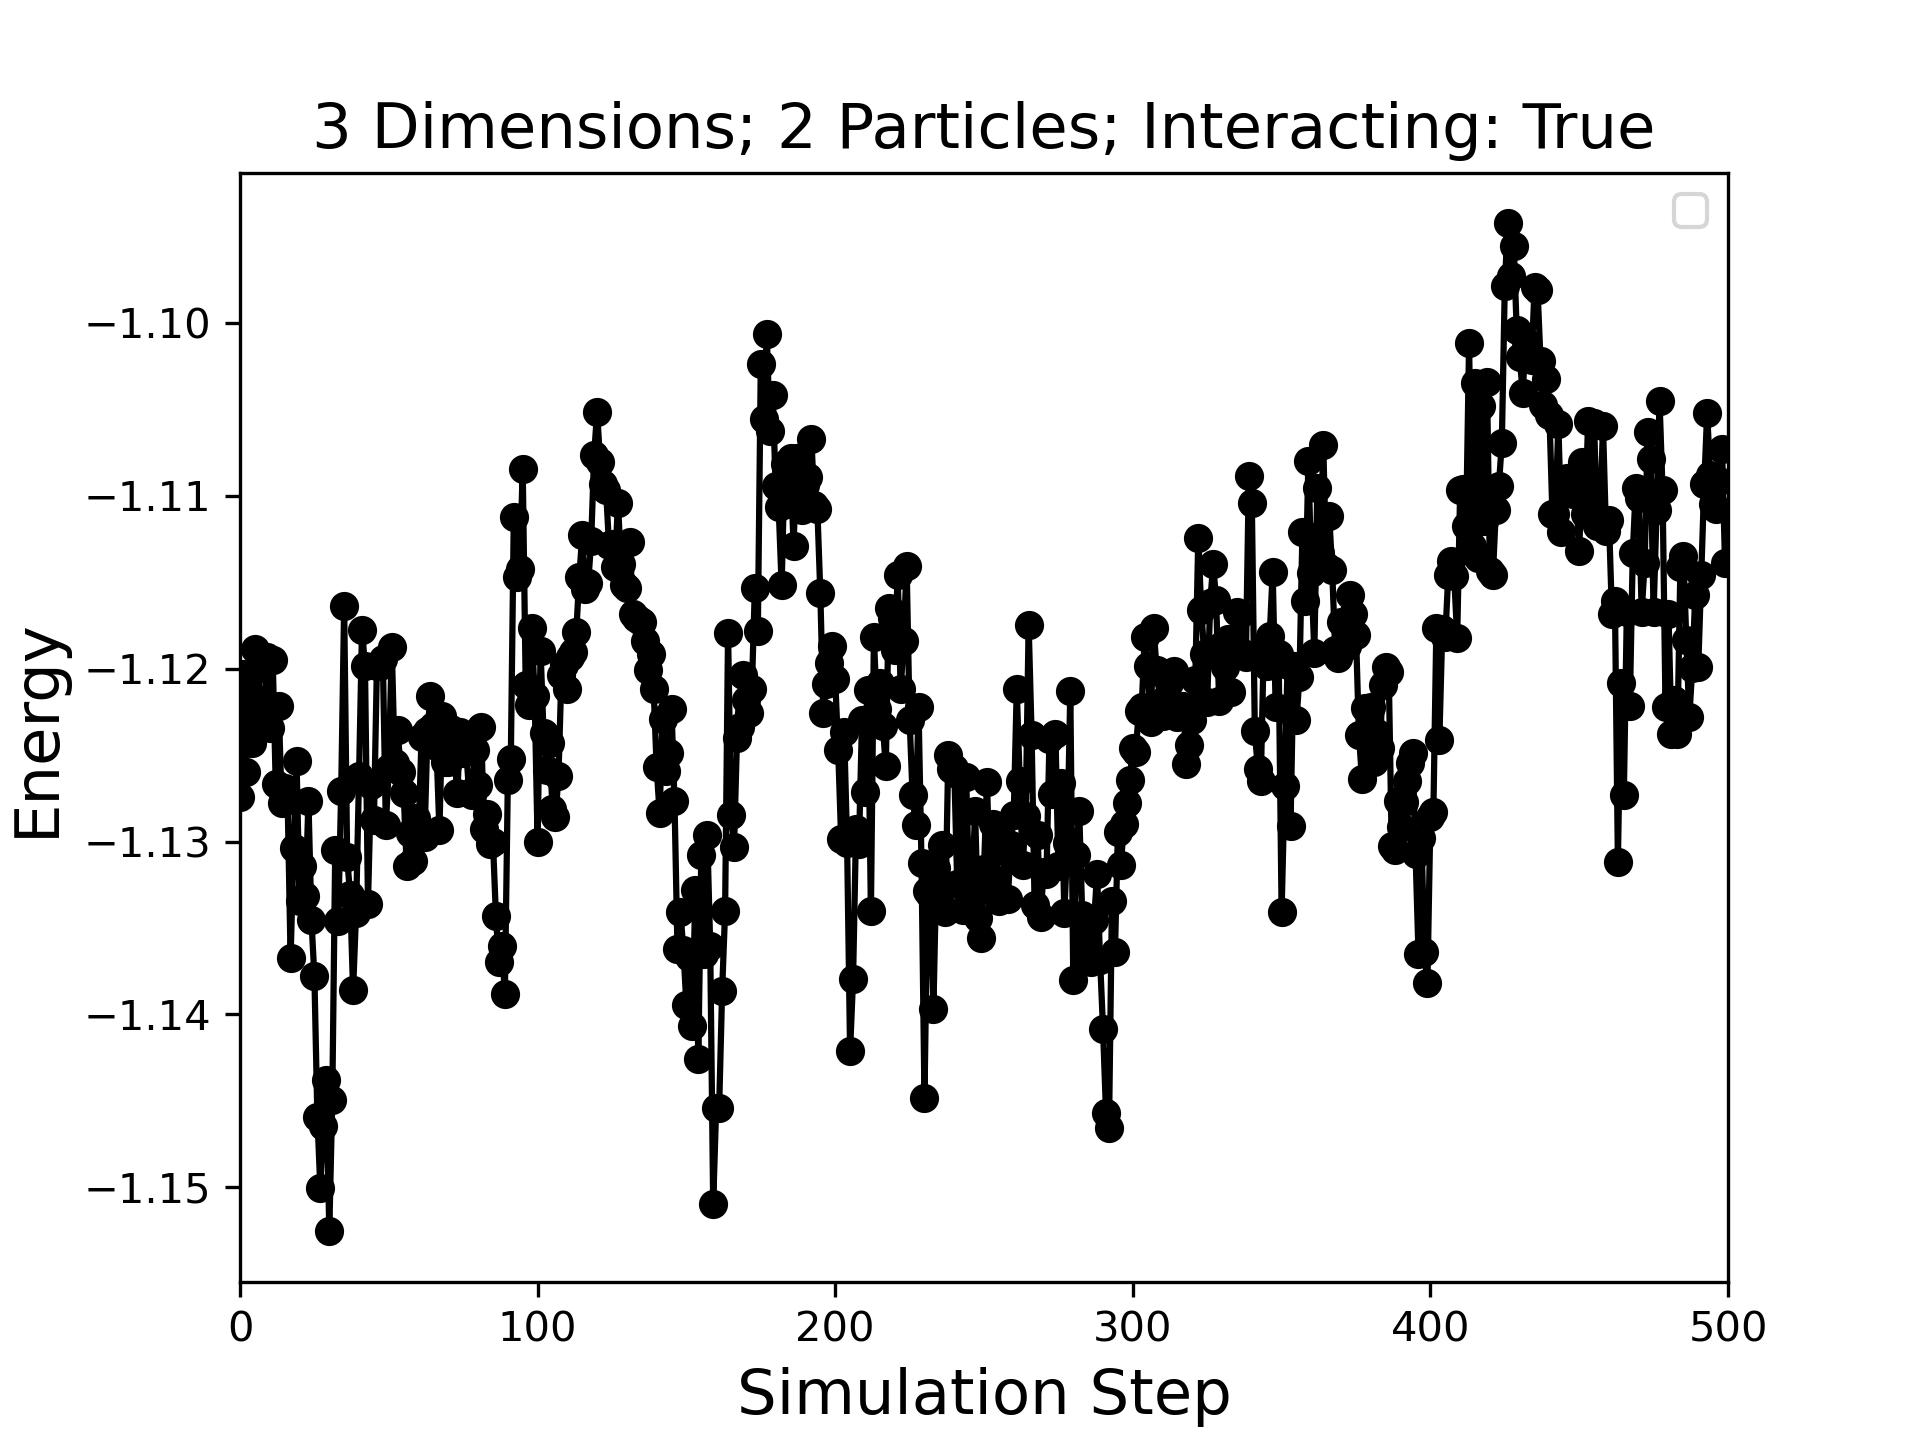 3 Dimensions; 2 Particles; Interacting: True
Energy
−1.10
−1.11
−1.12
−1.13
−1.14
−1.15
0 100 200 300 400 500
Simulation Step